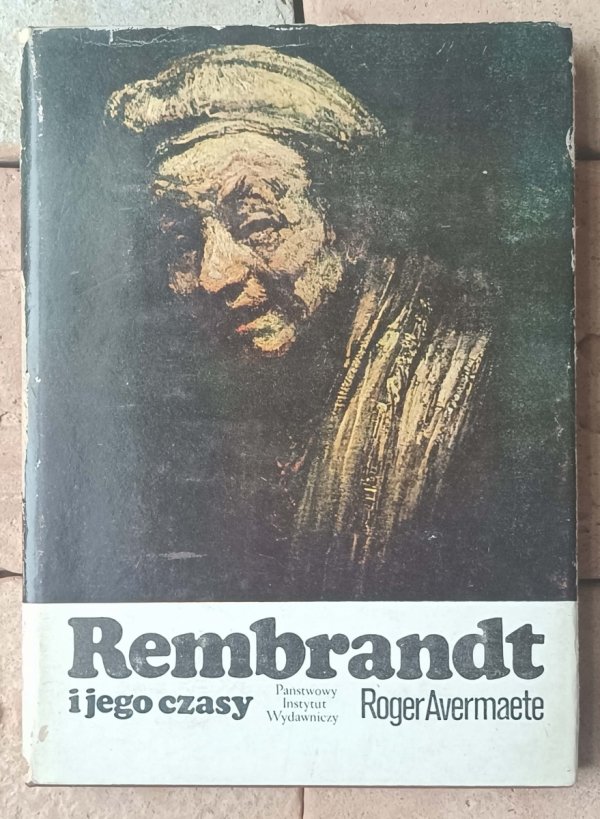 Rembrandt
i jego czasy
Państwowy
Instytut
Wydawniczy
Roger Avermaete